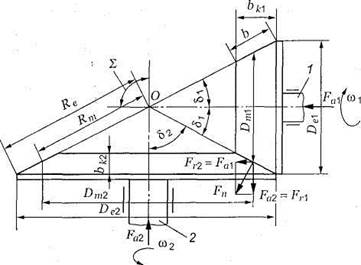 b_k1
b
Σ
R_e
R_m
O
δ_1
δ_1
δ_2
D_m1
D_e1
1
F_a1
ω_1
b_k2
F_r2 = F_a1
F_n
F_a2 = F_r1
D_m2
D_e2
F_a2
ω_2
2